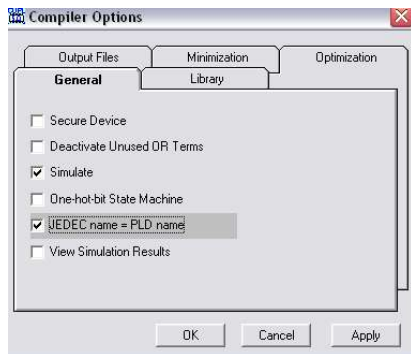 Compiler Options
Output Files Minimization Optimization
General Library
Secure Device
Deactivate Unused OR Terms
Simulate
One-hot-bit State Machine
JEDEC name = PLD name
View Simulation Results
OK Cancel Apply